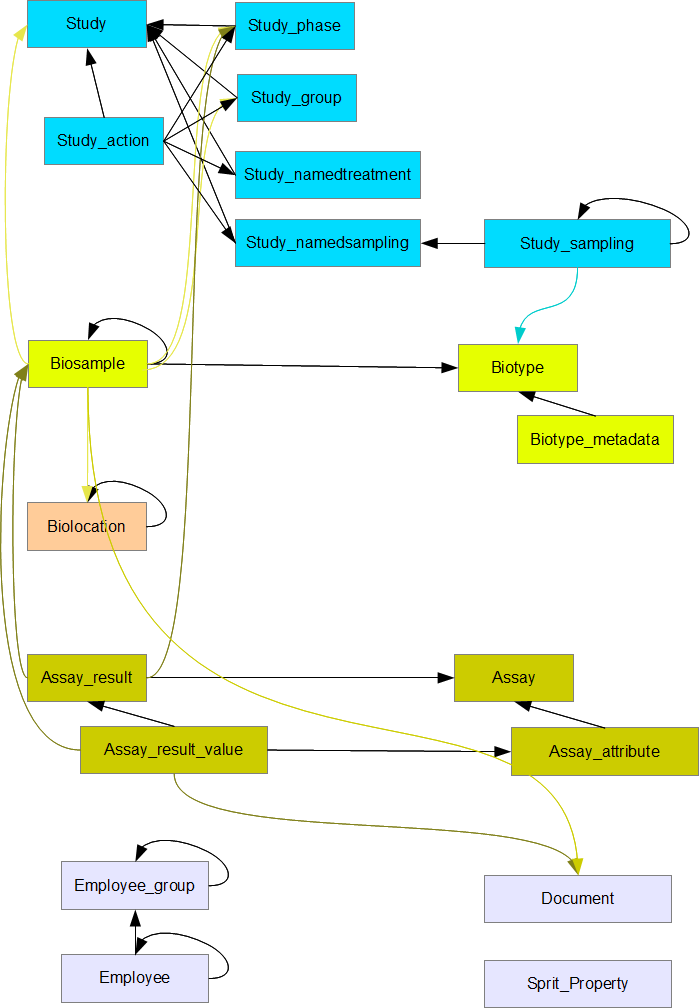 Study
Study_phase
Study_group
Study_action
Study_namedtreatment
Study_namedsampling
Study_sampling
Biosample
Biotype
Biotype_metadata
Biolocation
Assay_result
Assay
Assay_result_value
Assay_attribute
Employee_group
Document
Employee
Sprit_Property